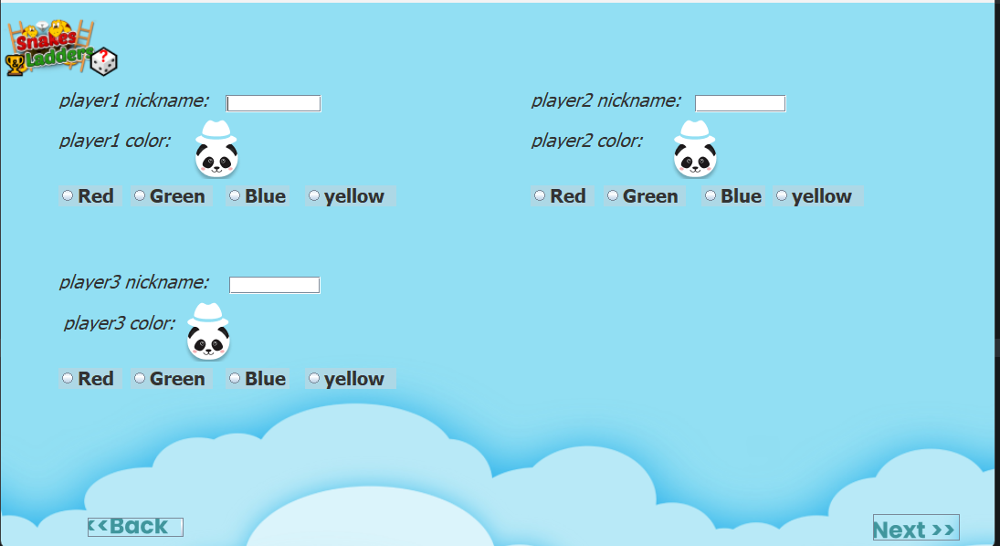 Snakes
& Ladders ?
player1 nickname: player2 nickname:
player1 color: player2 color:
Red Green Blue yellow Red Green Blue yellow
player3 nickname:
player3 color:
Red Green Blue yellow
<<Back Next >>